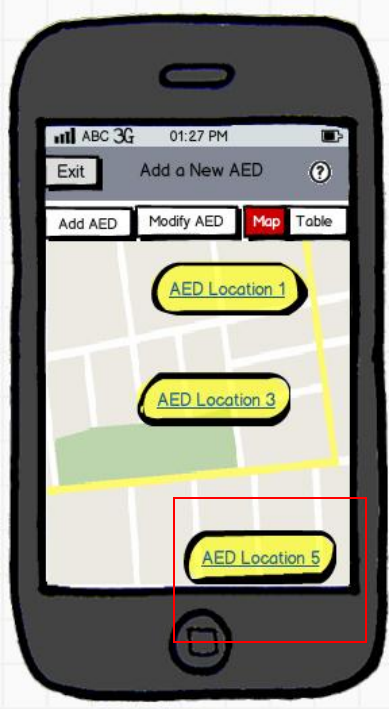 ABC 3G 01:27 PM
Exit Add a New AED ?
Add AED Modify AED Map Table
AED Location 1
AED Location 3
AED Location 5